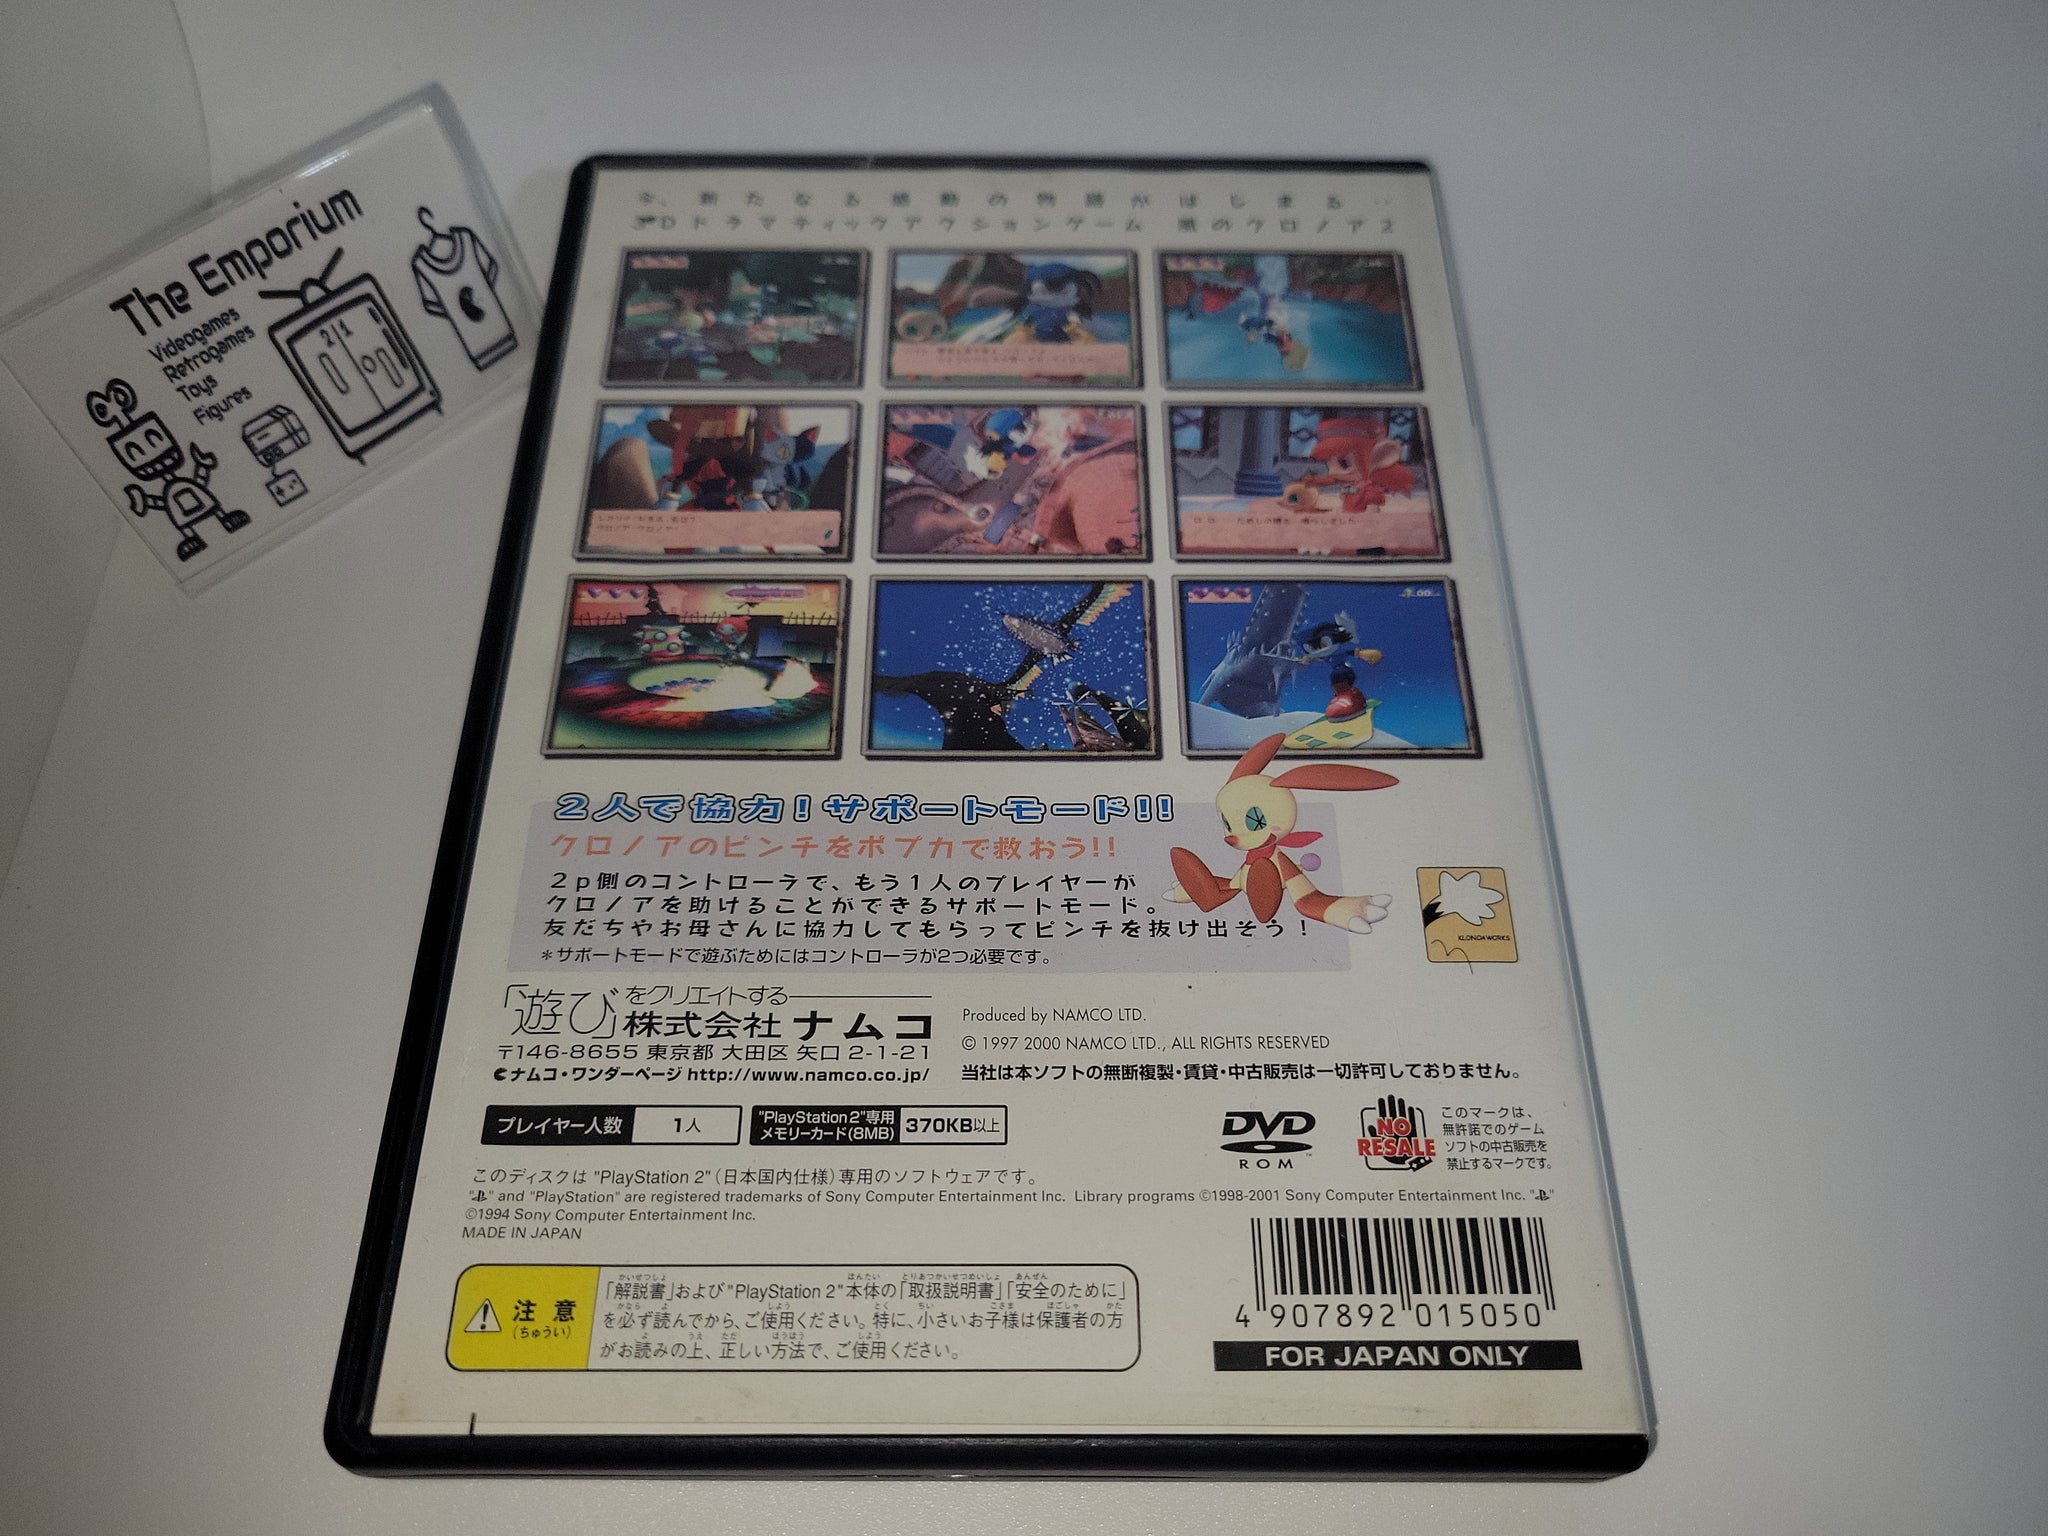 The Emporium
Videogames
Retrogames
Toys
Figures
今、新たなる感動の物語がはじまる‥
3Dドラマティックアクションゲーム 風のクロノア2
2人で協力!サポートモード!!
クロノアのピンチをポプカで救おう!!
2p側のコントローラで、もう1人のプレイヤーが
クロノアを助けることができるサポートモード。
友だちやお母さんに協力してもらってピンチを抜け出そう!
*サポートモードで遊ぶためにはコントローラが2つ必要です。
KLONOA WORKS
「遊び」をクリエイトする
株式会社ナムコ
〒146-8655 東京都 大田区 矢口 2-1-21
ナムコ・ワンダーページ http://www.namco.co.jp/
Produced by NAMCO LTD.
© 1997 2000 NAMCO LTD., ALL RIGHTS RESERVED
当社は本ソフトの無断複製・賃貸・中古販売は一切許可しておりません。
プレイヤー人数 1人
"PlayStation 2"専用
メモリーカード(8MB) 370KB以上
DVD
ROM
NO
RESALE
このマークは、
無許諾でのゲーム
ソフトの中古販売を
禁止するマークです。
このディスクは "PlayStation 2"(日本国内仕様)専用のソフトウェアです。
" " and "PlayStation" are registered trademarks of Sony Computer Entertainment Inc. Library programs ©1998-2001 Sony Computer Entertainment Inc. " "
©1994 Sony Computer Entertainment Inc.
MADE IN JAPAN
注意
(ちゅうい)
「解説書」および"PlayStation 2"本体の「取扱説明書」「安全のために」
を必ず読んでから、ご使用ください。特に、小さいお子様は保護者の方
がお読みの上、正しい方法で、ご使用ください。
4 907892 015050
FOR JAPAN ONLY